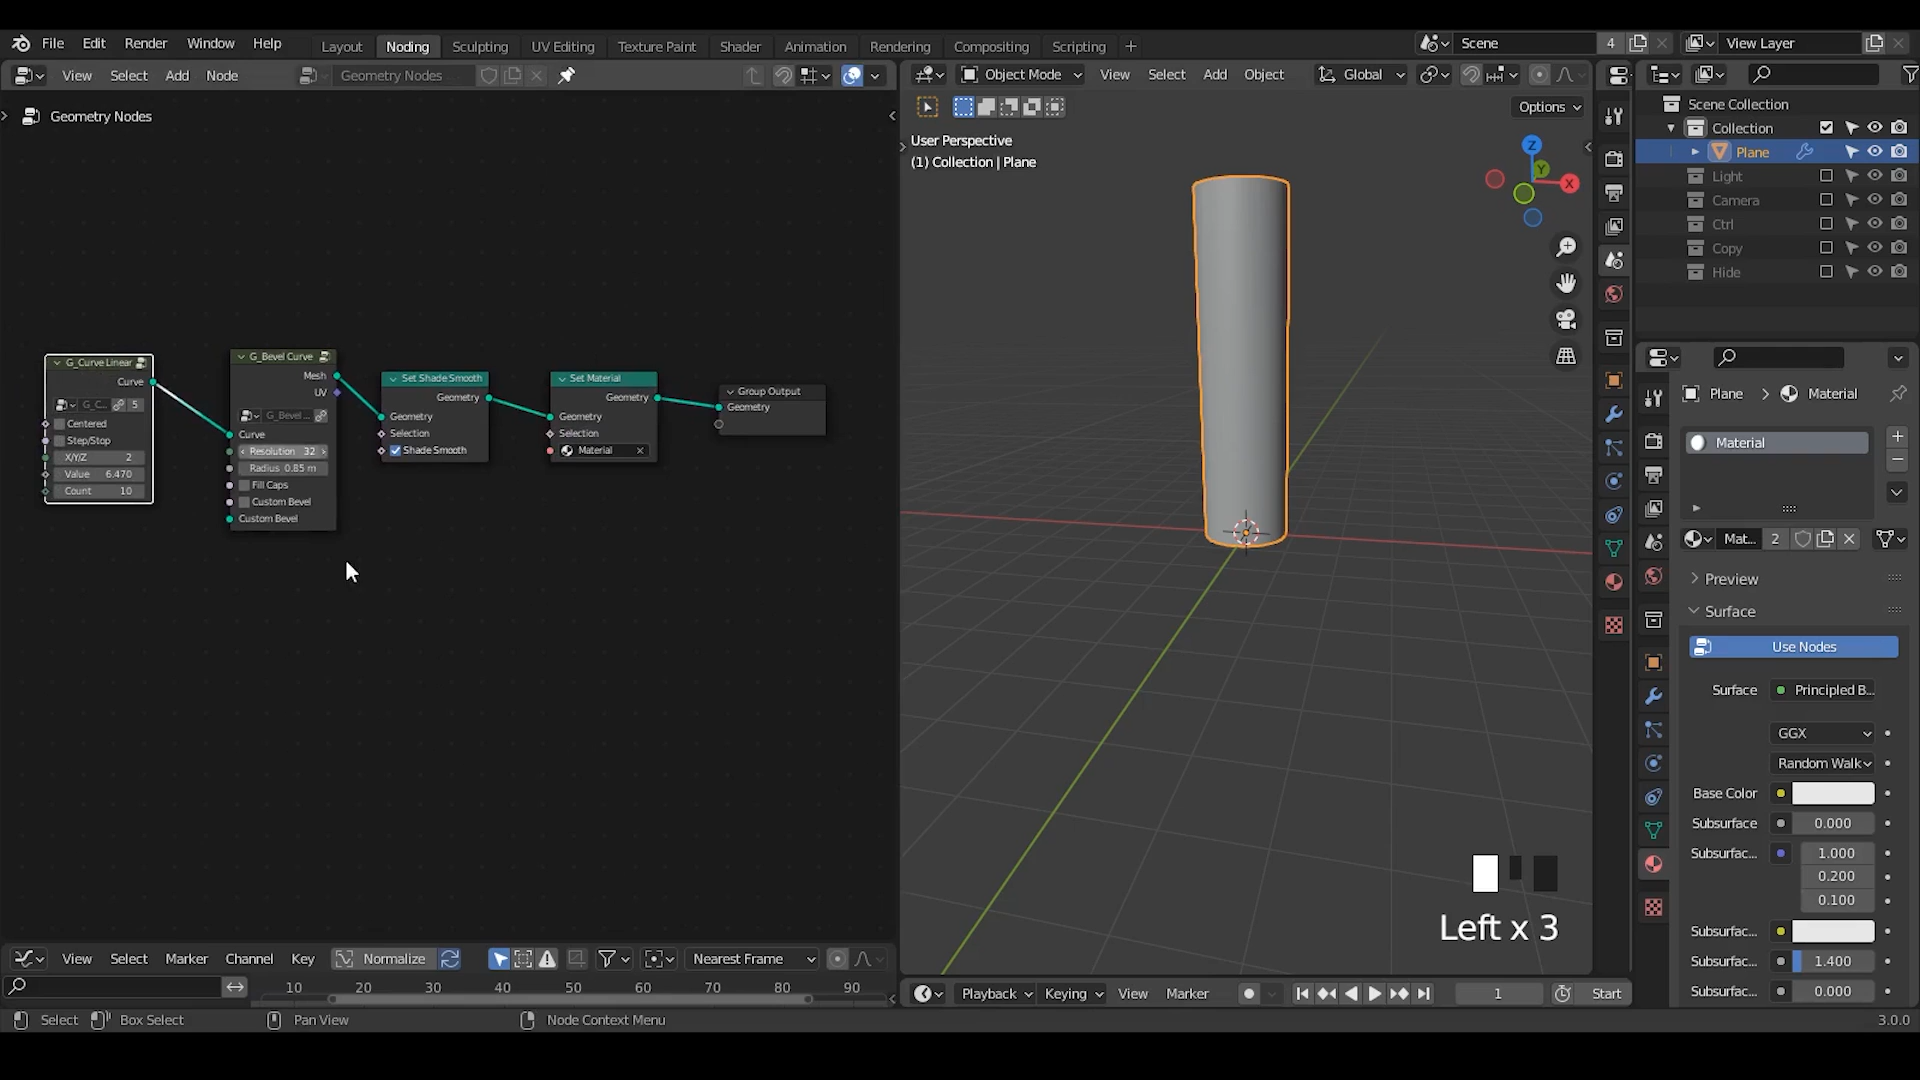 File Edit Render Window Help Layout Noding Sculpting UV Editing Texture Paint Shader Animation Rendering Compositing Scripting + Scene 4 View Layer
View Select Add Node Geometry Nodes
Object Mode View Select Add Object Global
Options
Geometry Nodes
User Perspective
(1) Collection | Plane
Z
Y
X
Scene Collection
Collection
Plane
Light
Camera
Ctrl
Copy
Hide
G_Curve Linear
Curve
G_C... 5
Centered
Step/Stop
X/Y/Z 2
Value 6.470
Count 10
G_Bevel Curve
Mesh
UV
G_Bevel ...
Curve
Resolution 32
Radius 0.85 m
Fill Caps
Custom Bevel
Custom Bevel
Set Shade Smooth
Geometry
Geometry
Selection
Shade Smooth
Set Material
Geometry
Geometry
Selection
Material
Group Output
Geometry
Plane > Material
Material
Mat... 2
Preview
Surface
Use Nodes
Surface Principled B...
GGX
Random Walk
Base Color
Subsurface 0.000
Subsurfac... 1.000
0.200
0.100
Subsurfac...
Subsurfac... 1.400
Subsurfac... 0.000
Left x 3
View Select Marker Channel Key Normalize Nearest Frame
10 20 30 40 50 60 70 80 90
Playback Keying View Marker 1 Start
Select Box Select Pan View Node Context Menu 3.0.0